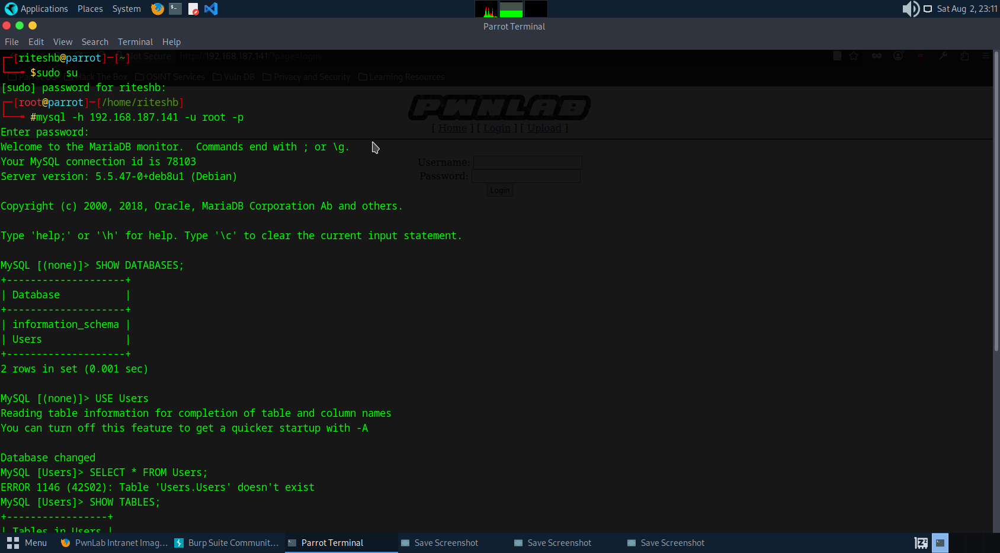 Applications Places System Sat Aug 2, 23:11
Parrot Terminal
File Edit View Search Terminal Help
┌─[riteshb@parrot]─[~]
└──╼ $sudo su
[sudo] password for riteshb:
┌─[root@parrot]─[/home/riteshb]
└──╼ #mysql -h 192.168.187.141 -u root -p
Enter password:
Welcome to the MariaDB monitor.  Commands end with ; or \g.
Your MySQL connection id is 78103
Server version: 5.5.47-0+deb8u1 (Debian)
Copyright (c) 2000, 2018, Oracle, MariaDB Corporation Ab and others.
Type 'help;' or '\h' for help. Type '\c' to clear the current input statement.
MySQL [(none)]> SHOW DATABASES;
+--------------------+
| Database           |
+--------------------+
| information_schema |
| Users              |
+--------------------+
2 rows in set (0.001 sec)
MySQL [(none)]> USE Users
Reading table information for completion of table and column names
You can turn off this feature to get a quicker startup with -A
Database changed
MySQL [Users]> SELECT * FROM Users;
ERROR 1146 (42S02): Table 'Users.Users' doesn't exist
MySQL [Users]> SHOW TABLES;
+-----------------+
| Tables in Users |
Not Secure http://192.168.187.141/?page=login
Hack The Box OSINT Services Vuln DB Privacy and Security Learning Resources
PWNLAB
[ Home ] [ Login ] [ Upload ]
Username:
Password:
Login
Menu PwnLab Intranet Imag... Burp Suite Communit... Parrot Terminal Save Screenshot Save Screenshot Save Screenshot